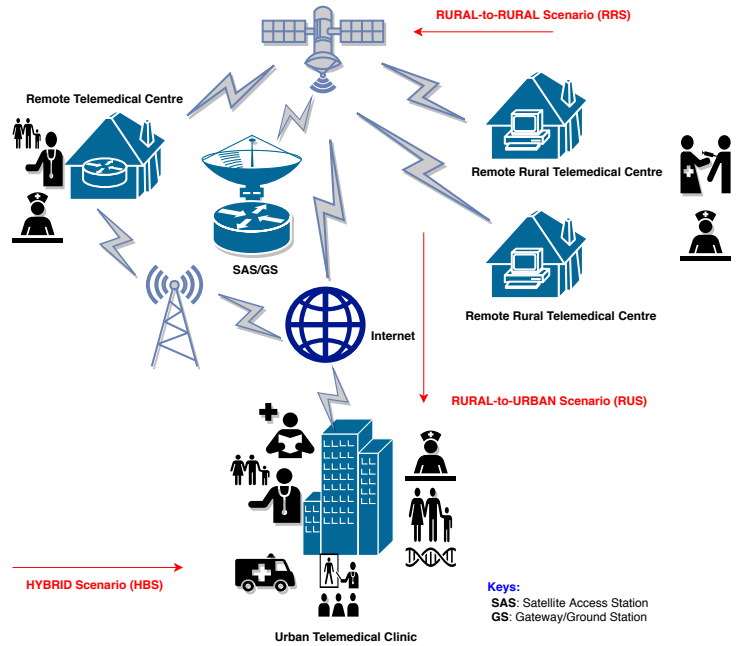 RURAL-to-RURAL Scenario (RRS)
Remote Telemedical Centre
Remote Rural Telemedical Centre
SAS/GS
Remote Rural Telemedical Centre
Internet
RURAL-to-URBAN Scenario (RUS)
HYBRID Scenario (HBS)
Keys:
SAS: Satellite Access Station
GS: Gateway/Ground Station
Urban Telemedical Clinic